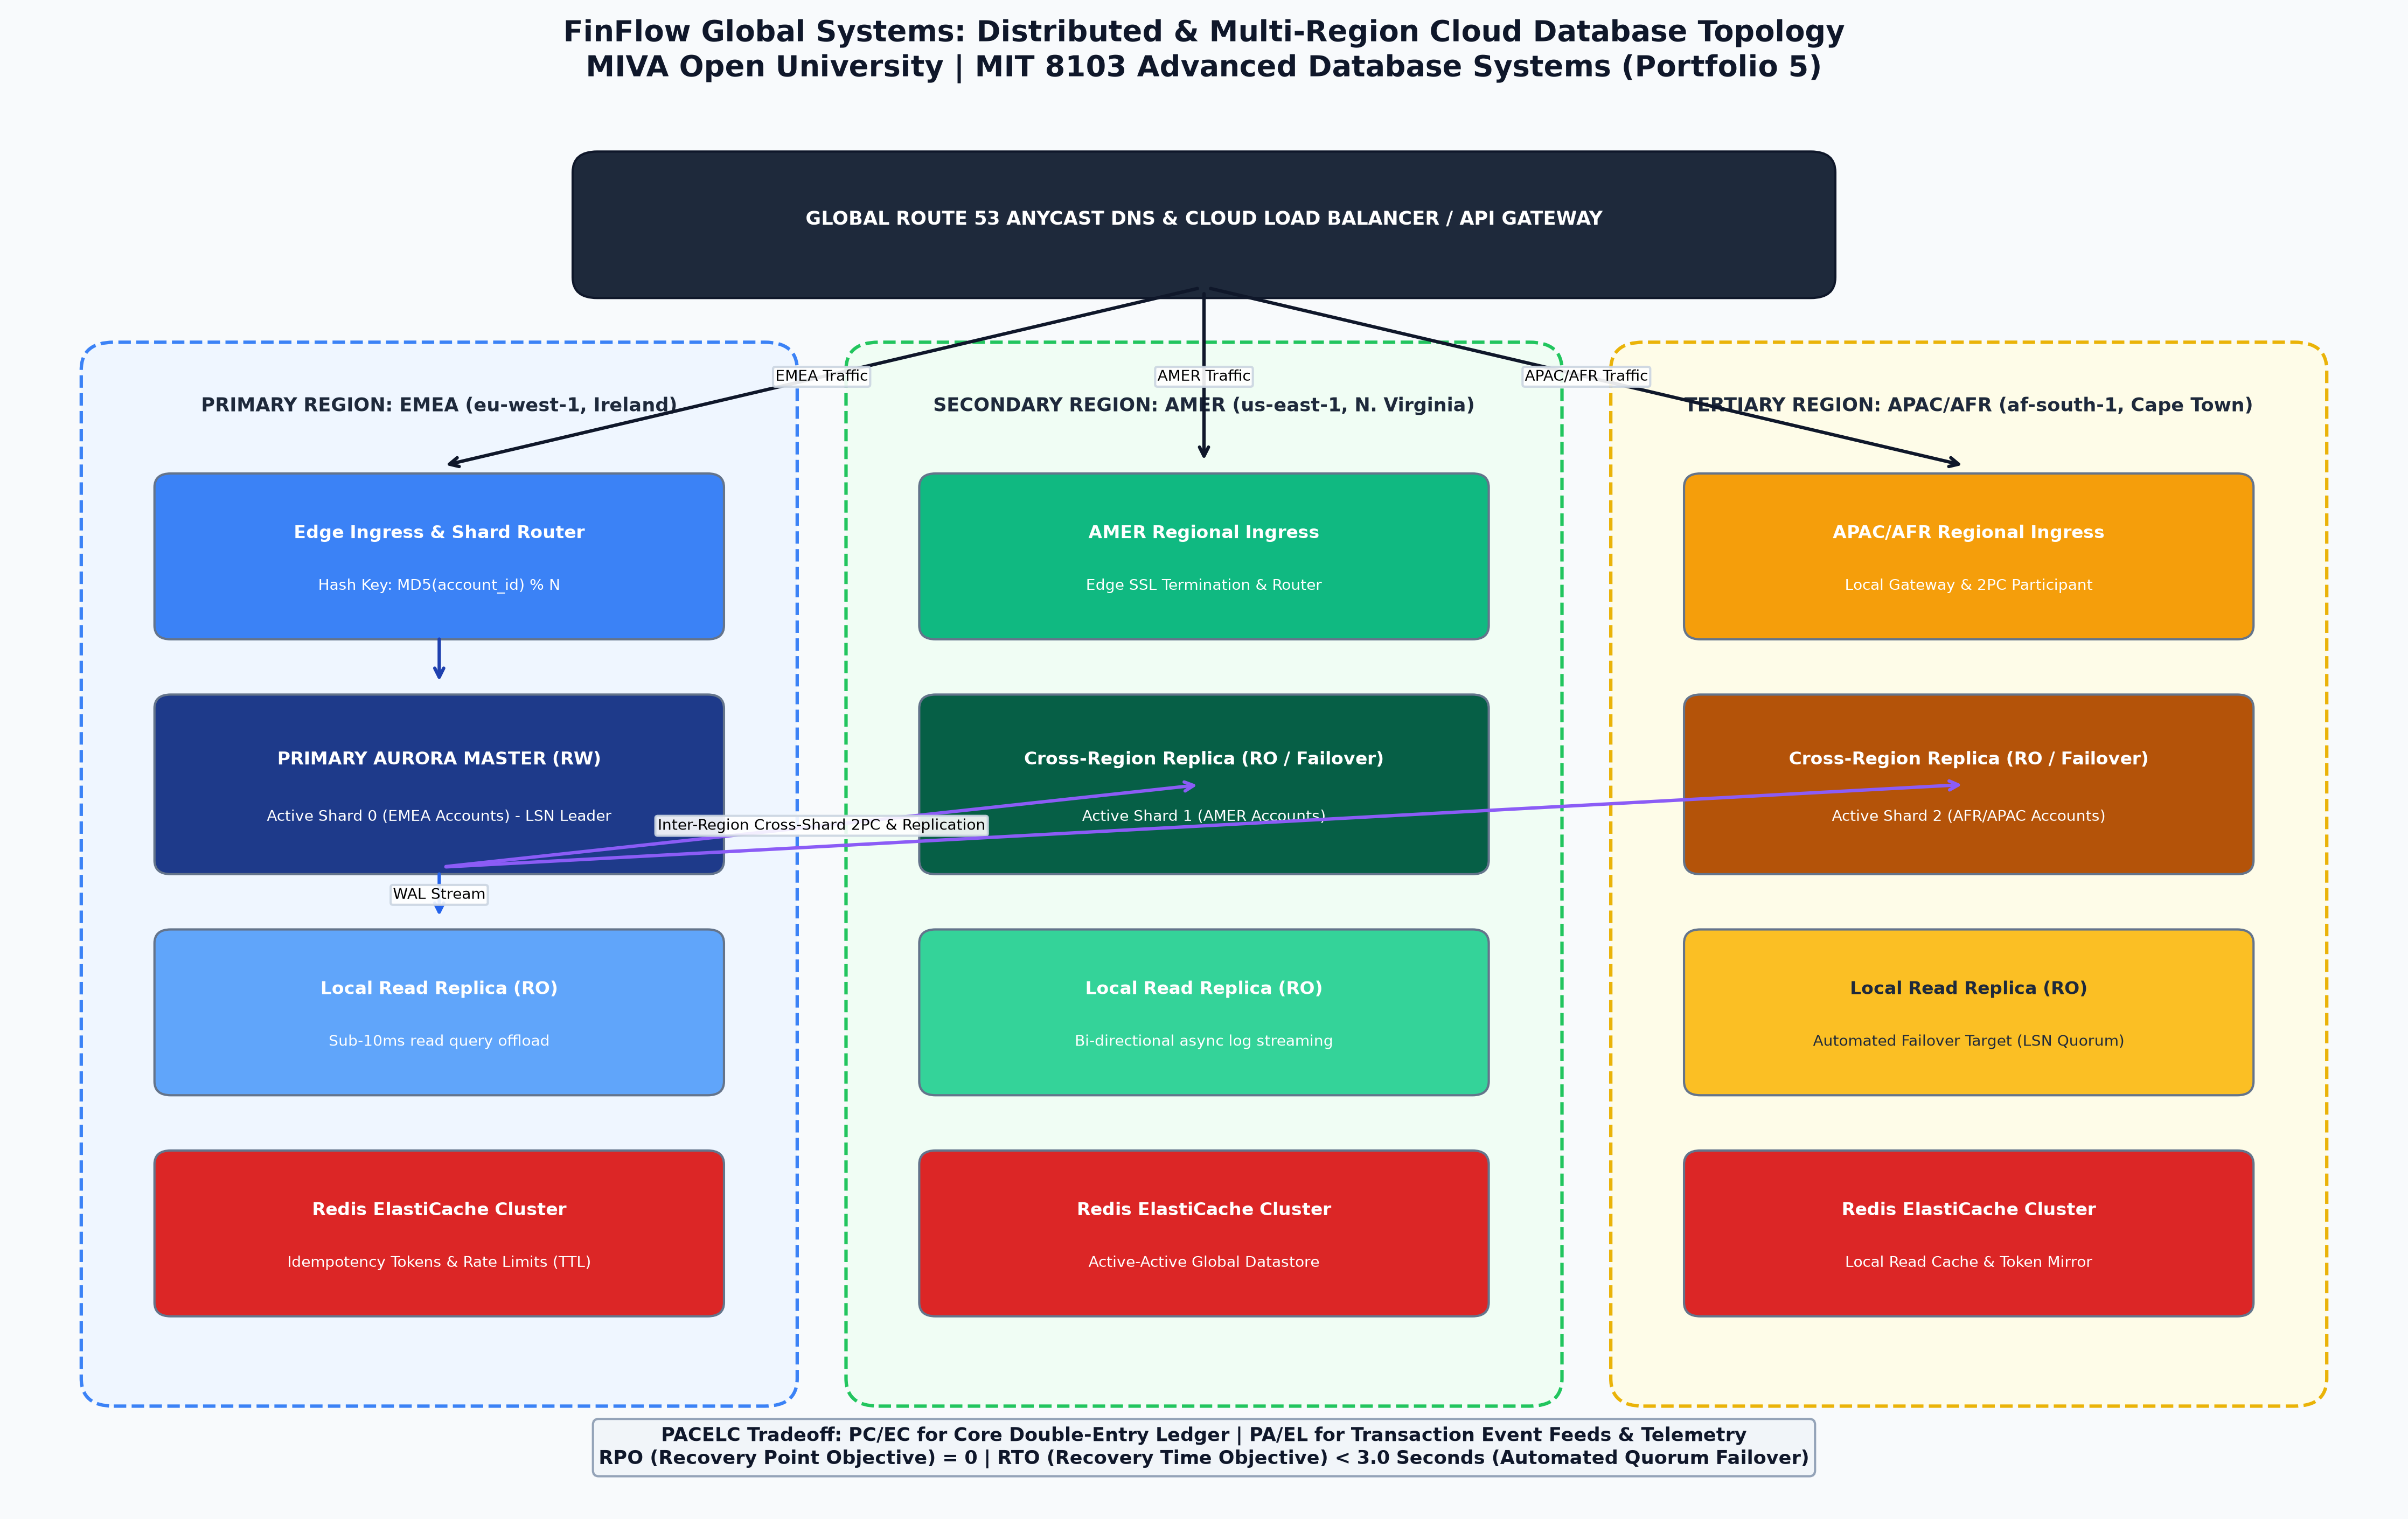 FinFlow Global Systems: Distributed & Multi-Region Cloud Database Topology
MIVA Open University | MIT 8103 Advanced Database Systems (Portfolio 5)
GLOBAL ROUTE 53 ANYCAST DNS & CLOUD LOAD BALANCER / API GATEWAY
EMEA Traffic
AMER Traffic
APAC/AFR Traffic
PRIMARY REGION: EMEA (eu-west-1, Ireland)
Edge Ingress & Shard Router
Hash Key: MD5(account_id) % N
PRIMARY AURORA MASTER (RW)
Active Shard 0 (EMEA Accounts) - LSN Leader
Inter-Region Cross-Shard 2PC & Replication
WAL Stream
Local Read Replica (RO)
Sub-10ms read query offload
Redis ElastiCache Cluster
Idempotency Tokens & Rate Limits (TTL)
SECONDARY REGION: AMER (us-east-1, N. Virginia)
AMER Regional Ingress
Edge SSL Termination & Router
Cross-Region Replica (RO / Failover)
Active Shard 1 (AMER Accounts)
Local Read Replica (RO)
Bi-directional async log streaming
Redis ElastiCache Cluster
Active-Active Global Datastore
TERTIARY REGION: APAC/AFR (af-south-1, Cape Town)
APAC/AFR Regional Ingress
Local Gateway & 2PC Participant
Cross-Region Replica (RO / Failover)
Active Shard 2 (AFR/APAC Accounts)
Local Read Replica (RO)
Automated Failover Target (LSN Quorum)
Redis ElastiCache Cluster
Local Read Cache & Token Mirror
PACELC Tradeoff: PC/EC for Core Double-Entry Ledger | PA/EL for Transaction Event Feeds & Telemetry
RPO (Recovery Point Objective) = 0 | RTO (Recovery Time Objective) < 3.0 Seconds (Automated Quorum Failover)